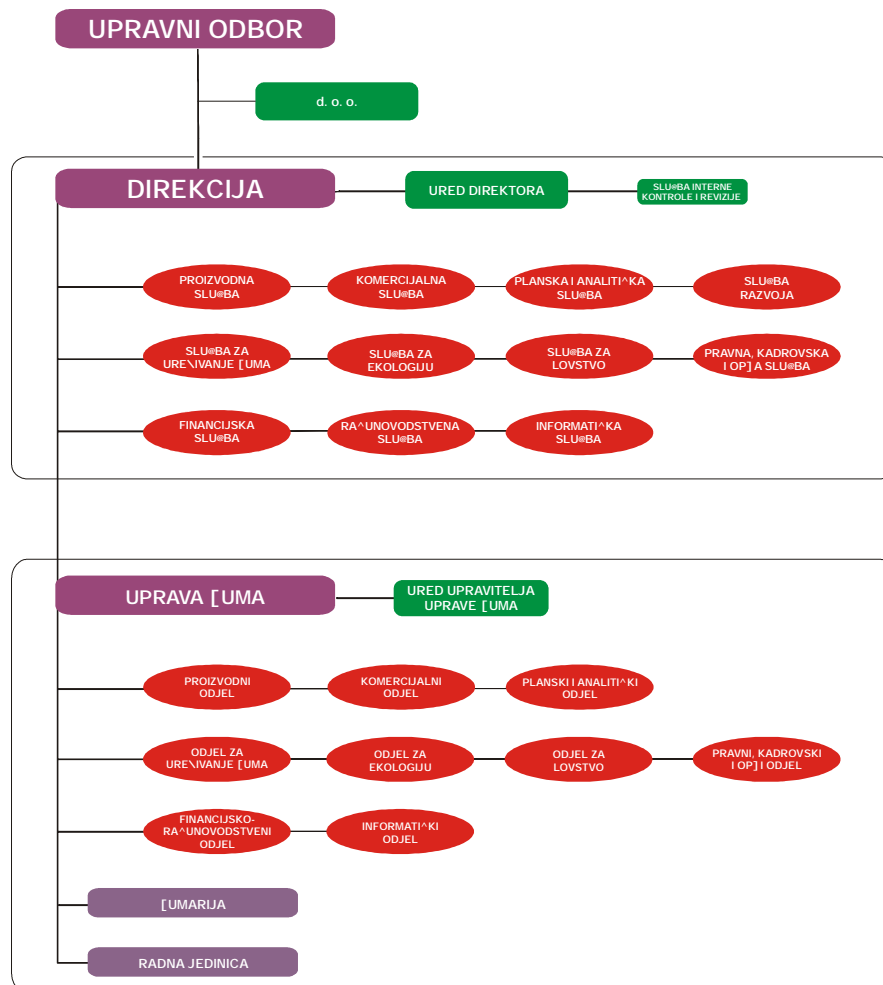 UPRAVNI ODBOR
d. o. o.
DIREKCIJA
URED DIREKTORA
SLU@BA INTERNE
KONTROLE I REVIZIJE
PROIZVODNA
SLU@BA
KOMERCIJALNA
SLU@BA
PLANSKA I ANALITI^KA
SLU@BA
SLU@BA
RAZVOJA
SLU@BA ZA
URE\IVANJE [UMA
SLU@BA ZA
EKOLOGIJU
SLU@BA ZA
LOVSTVO
PRAVNA, KADROVSKA
I OP] A SLU@BA
FINANCIJSKA
SLU@BA
RA^UNOVODSTVENA
SLU@BA
INFORMATI^KA
SLU@BA
UPRAVA [UMA
URED UPRAVITELJA
UPRAVE [UMA
PROIZVODNI
ODJEL
KOMERCIJALNI
ODJEL
PLANSKI I ANALITI^KI
ODJEL
ODJEL ZA
URE\IVANJE [UMA
ODJEL ZA
EKOLOGIJU
ODJEL ZA
LOVSTVO
PRAVNI, KADROVSKI
I OP] I ODJEL
FINANCIJSKO-
RA^UNOVODSTVENI
ODJEL
INFORMATI^KI
ODJEL
[UMARIJA
RADNA JEDINICA